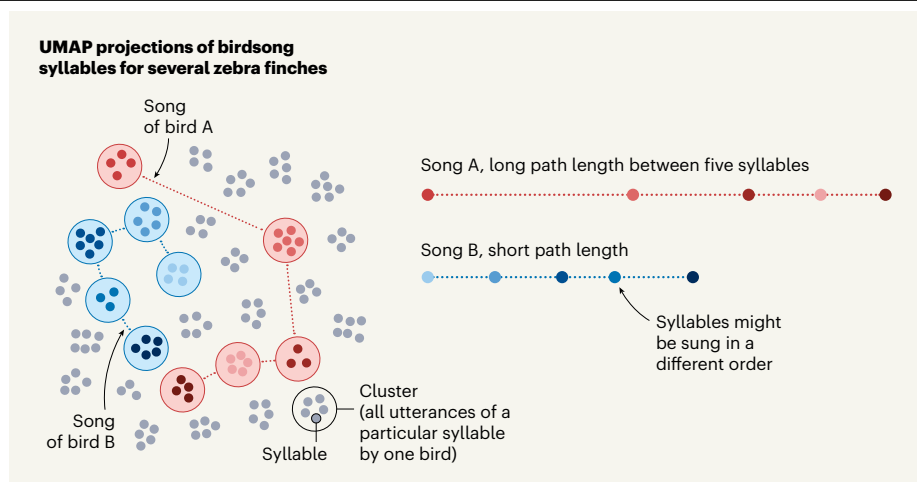 UMAP projections of birdsong
syllables for several zebra finches
Song
of bird A
Song A, long path length between five syllables
Song B, short path length
Syllables might
be sung in a
different order
Cluster
(all utterances of a
particular syllable
by one bird)
Syllable
Song
of bird B